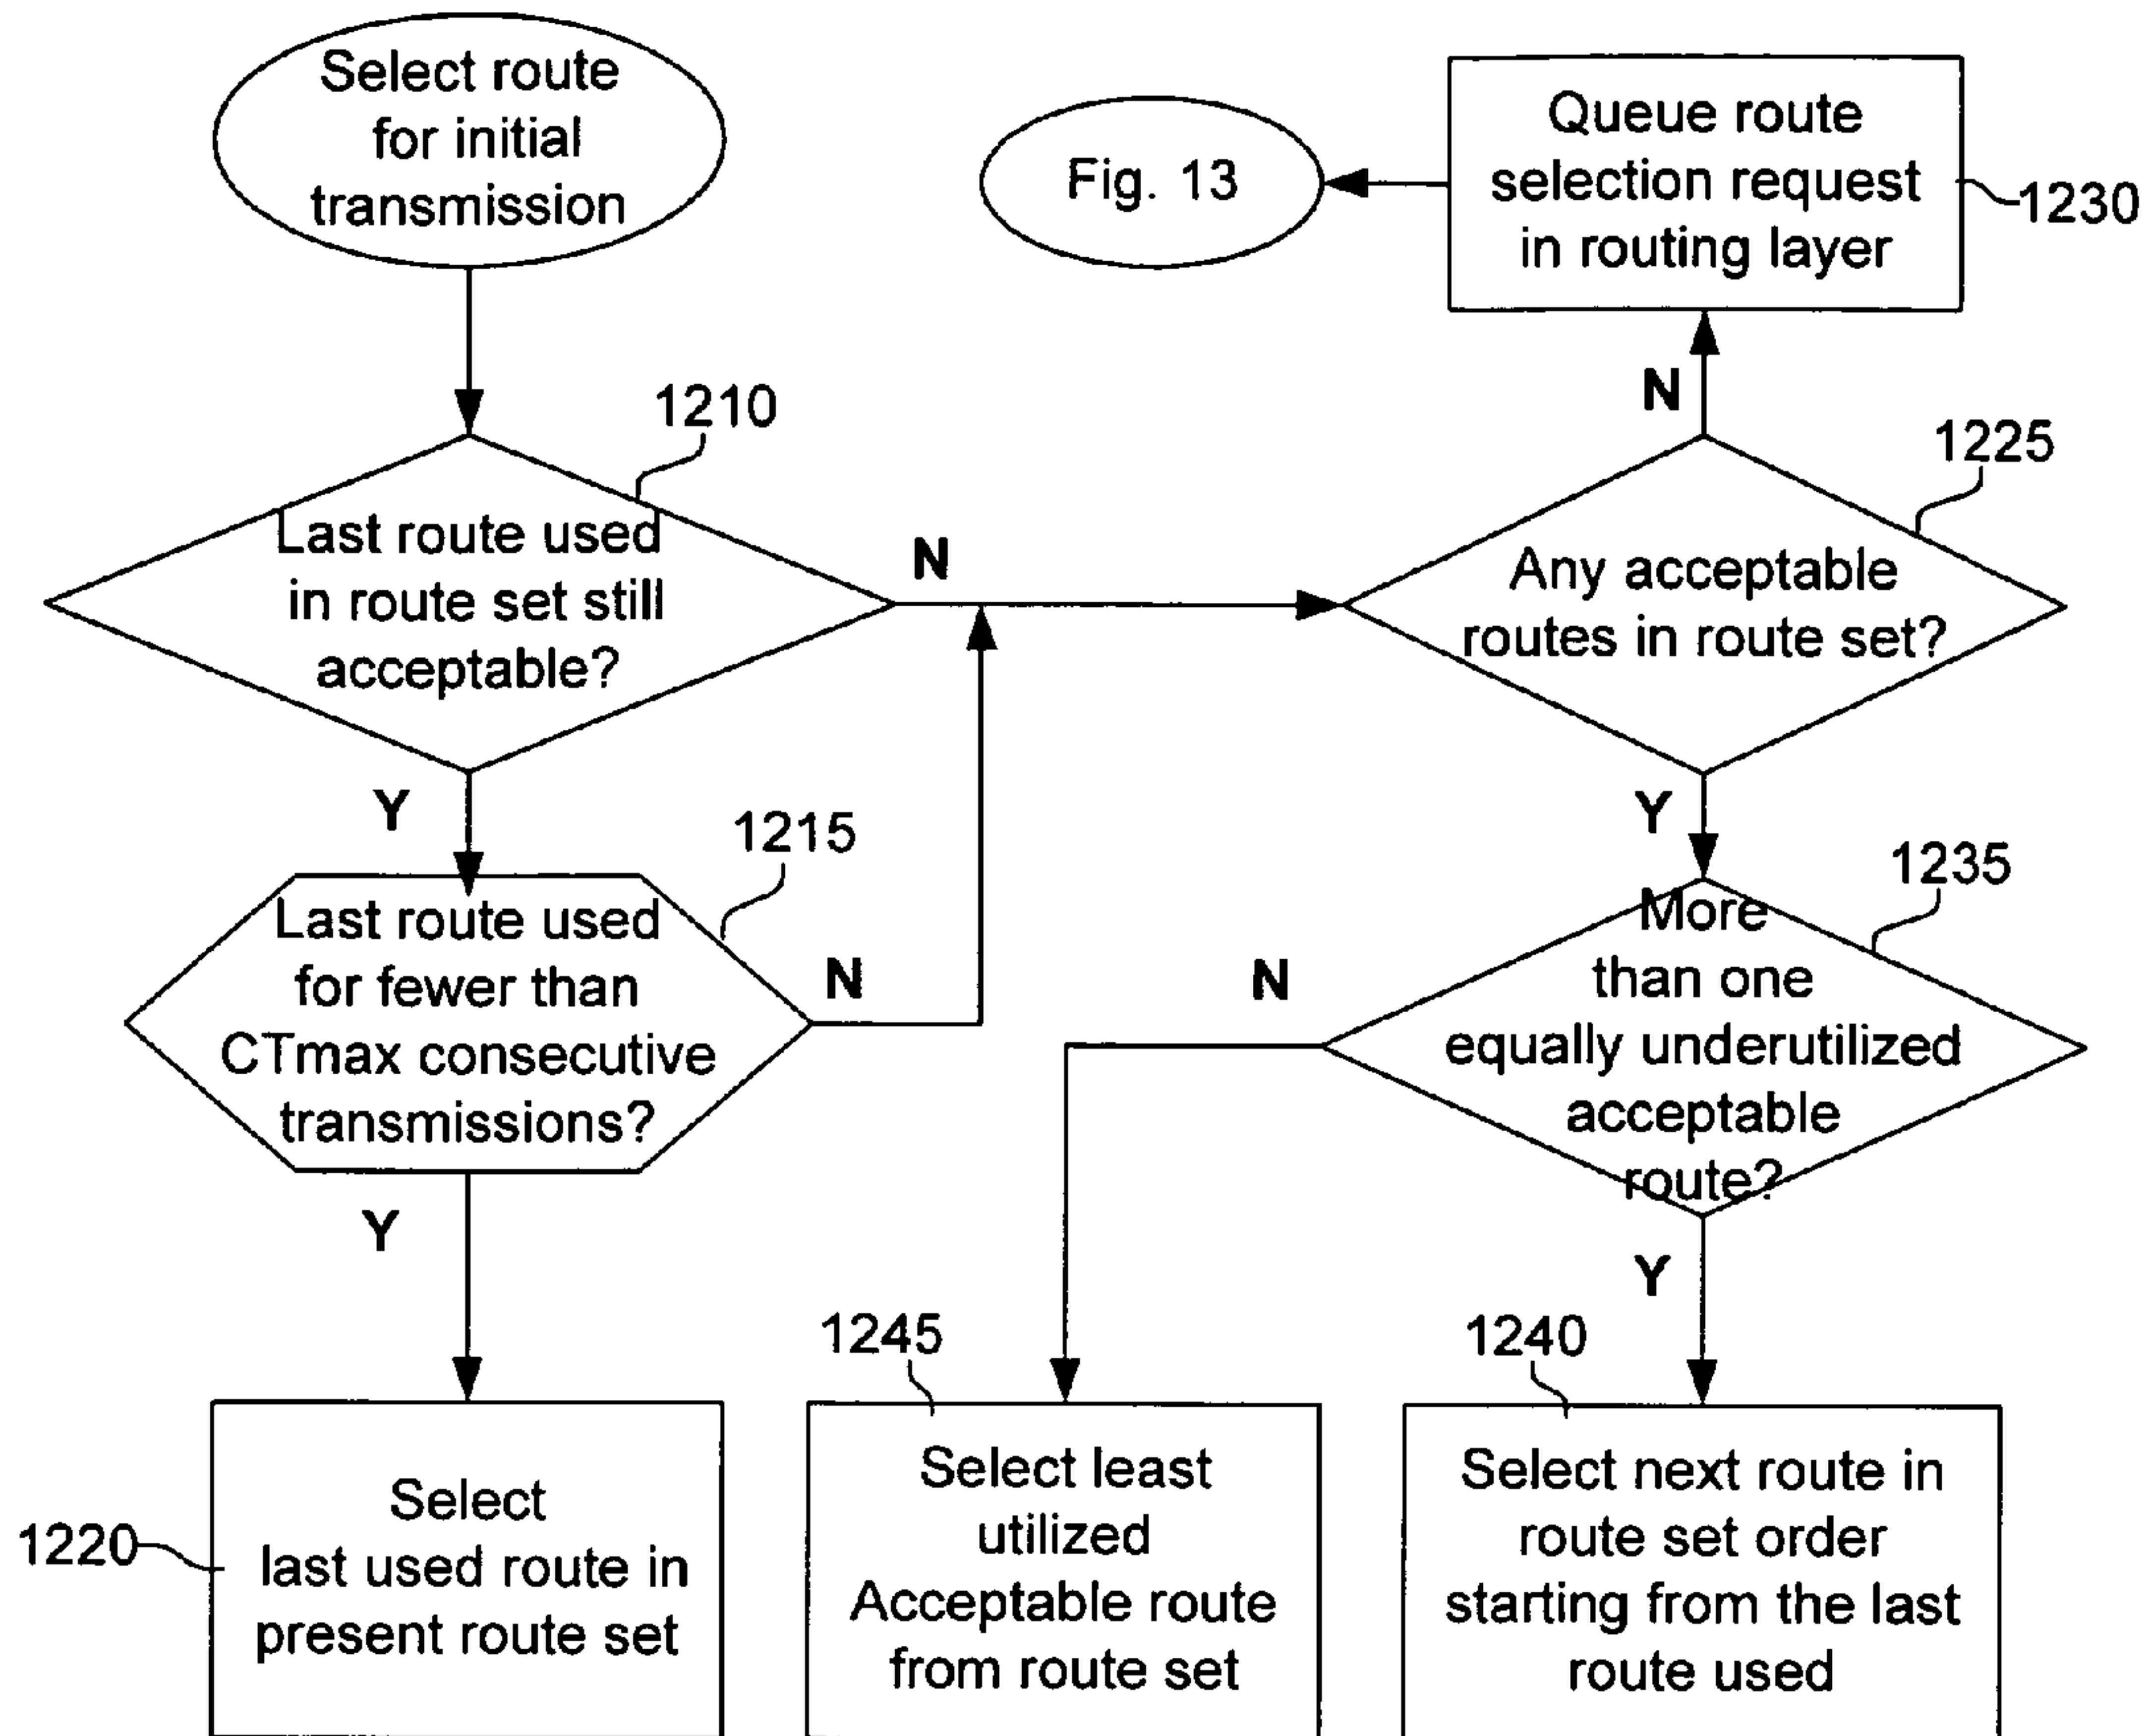 Select route
for initial
transmission
Fig. 13
Queue route
selection request
in routing layer
1230
1210
Last route used
in route set still
acceptable?
N
Y
1225
Any acceptable
routes in route set?
N
Y
1215
Last route used
for fewer than
CTmax consecutive
transmissions?
N
Y
1235
More
than one
equally underutilized
acceptable
route?
N
Y
1220
Select
last used route in
present route set
1245
Select least
utilized
Acceptable route
from route set
1240
Select next route in
route set order
starting from the last
route used